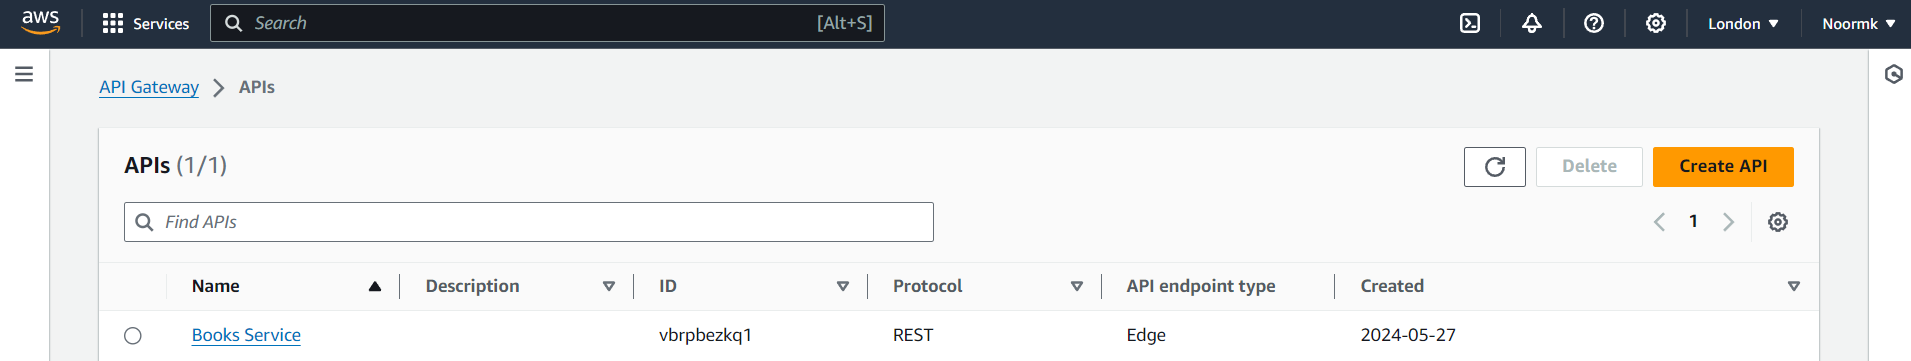 aws Services Search [Alt+S] London Noormk
API Gateway APIs
APIs (1/1) Delete Create API
Find APIs 1
Name Description ID Protocol API endpoint type Created
Books Service vbrpbezkq1 REST Edge 2024-05-27